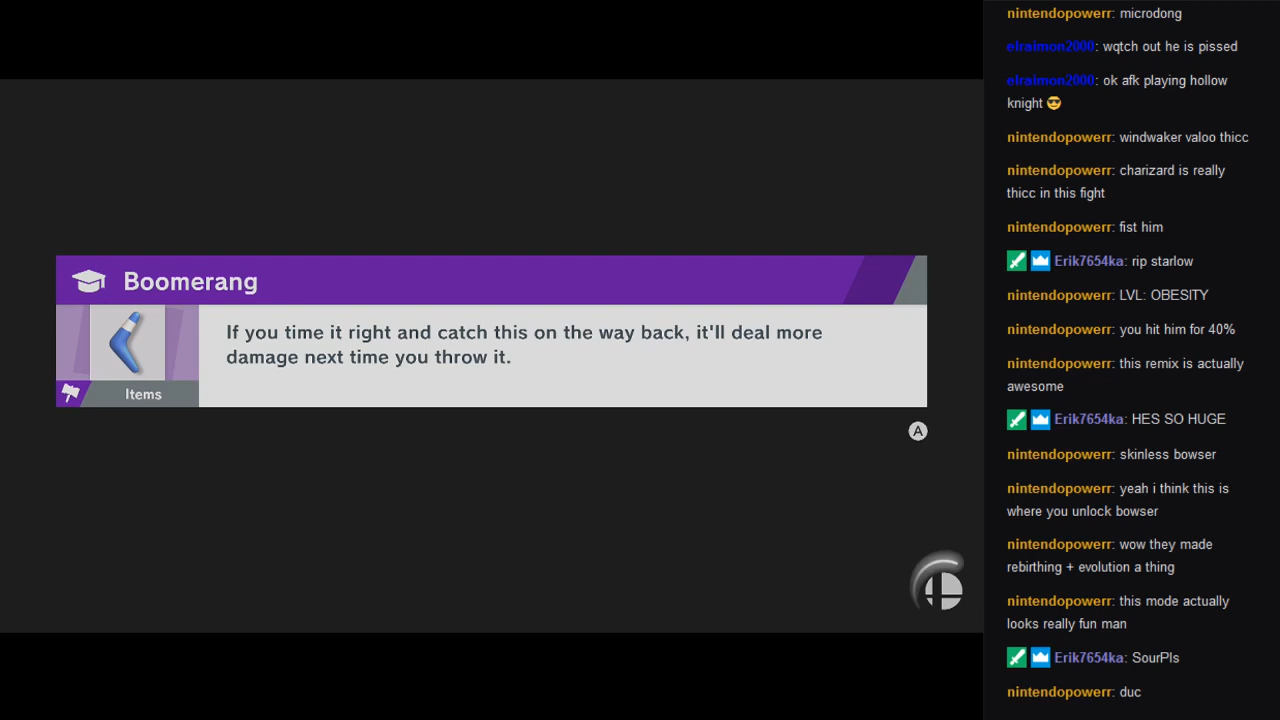 Boomerang
If you time it right and catch this on the way back, it'll deal more
damage next time you throw it.
Items
A
nintendopowerr: microdong
elraimon2000: wqtch out he is pissed
elraimon2000: ok afk playing hollow
knight 😎
nintendopowerr: windwaker valoo thicc
nintendopowerr: charizard is really
thicc in this fight
nintendopowerr: fist him
Erik7654ka: rip starlow
nintendopowerr: LVL: OBESITY
nintendopowerr: you hit him for 40%
nintendopowerr: this remix is actually
awesome
Erik7654ka: HES SO HUGE
nintendopowerr: skinless bowser
nintendopowerr: yeah i think this is
where you unlock bowser
nintendopowerr: wow they made
rebirthing + evolution a thing
nintendopowerr: this mode actually
looks really fun man
Erik7654ka: SourPls
nintendopowerr: duc